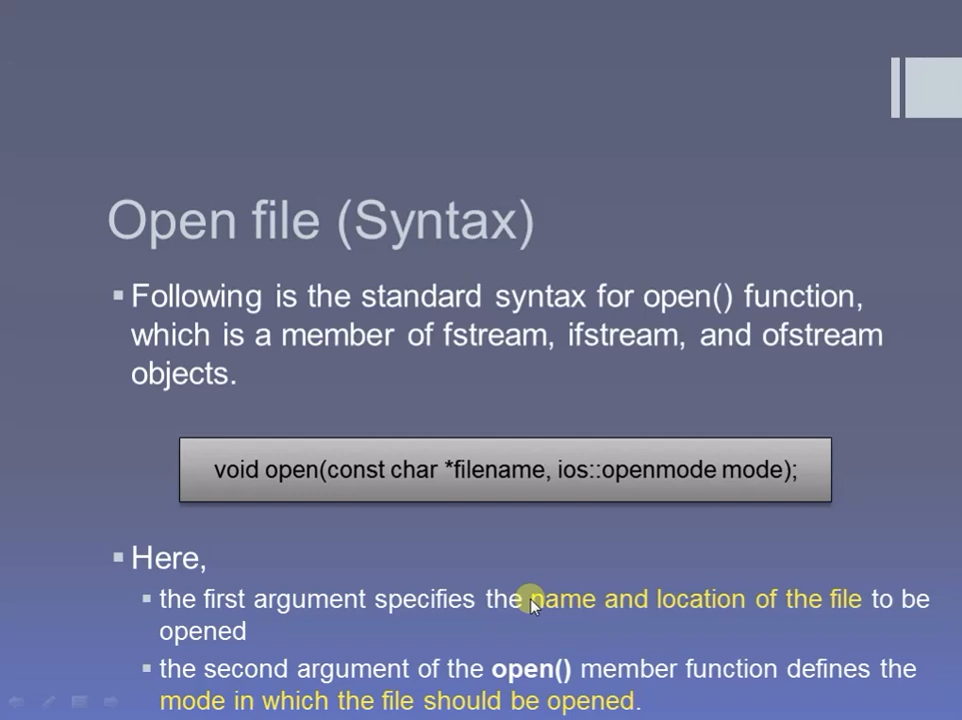 Open file (Syntax)
Following is the standard syntax for open() function,
which is a member of fstream, ifstream, and ofstream
objects.
void open(const char *filename, ios::openmode mode);
Here,
the first argument specifies the name and location of the file to be
opened
the second argument of the open() member function defines the
mode in which the file should be opened.